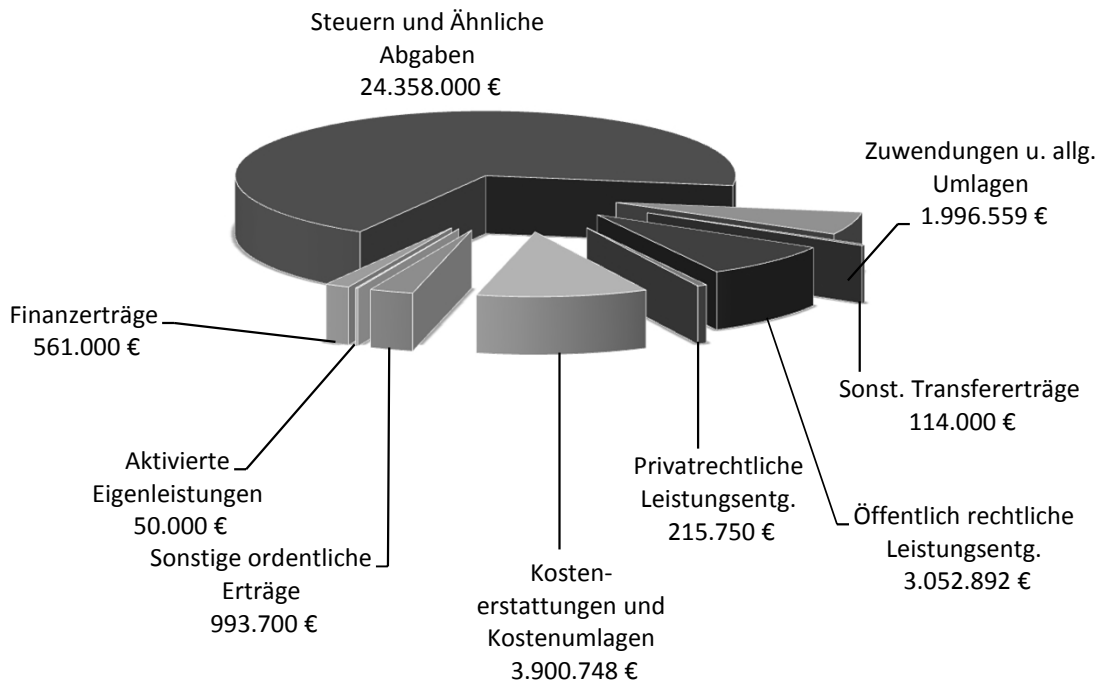 Steuern und Ähnliche
Abgaben
24.358.000 €
Zuwendungen u. allg.
Umlagen
1.996.559 €
Sonst. Transfererträge
114.000 €
Öffentlich rechtliche
Leistungsentg.
3.052.892 €
Privatrechtliche
Leistungsentg.
215.750 €
Kosten-
erstattungen und
Kostenumlagen
3.900.748 €
Sonstige ordentliche
Erträge
993.700 €
Aktivierte
Eigenleistungen
50.000 €
Finanzerträge
561.000 €